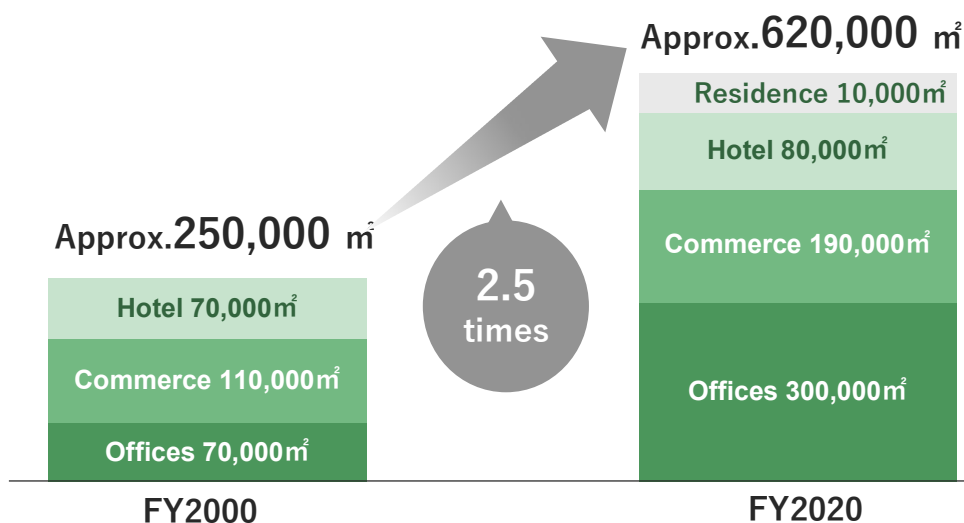 Approx.620,000 ㎡
Residence 10,000㎡
Hotel 80,000㎡
Commerce 190,000㎡
Offices 300,000㎡
FY2020
2.5
times
Approx.250,000 ㎡
Hotel 70,000㎡
Commerce 110,000㎡
Offices 70,000㎡
FY2000